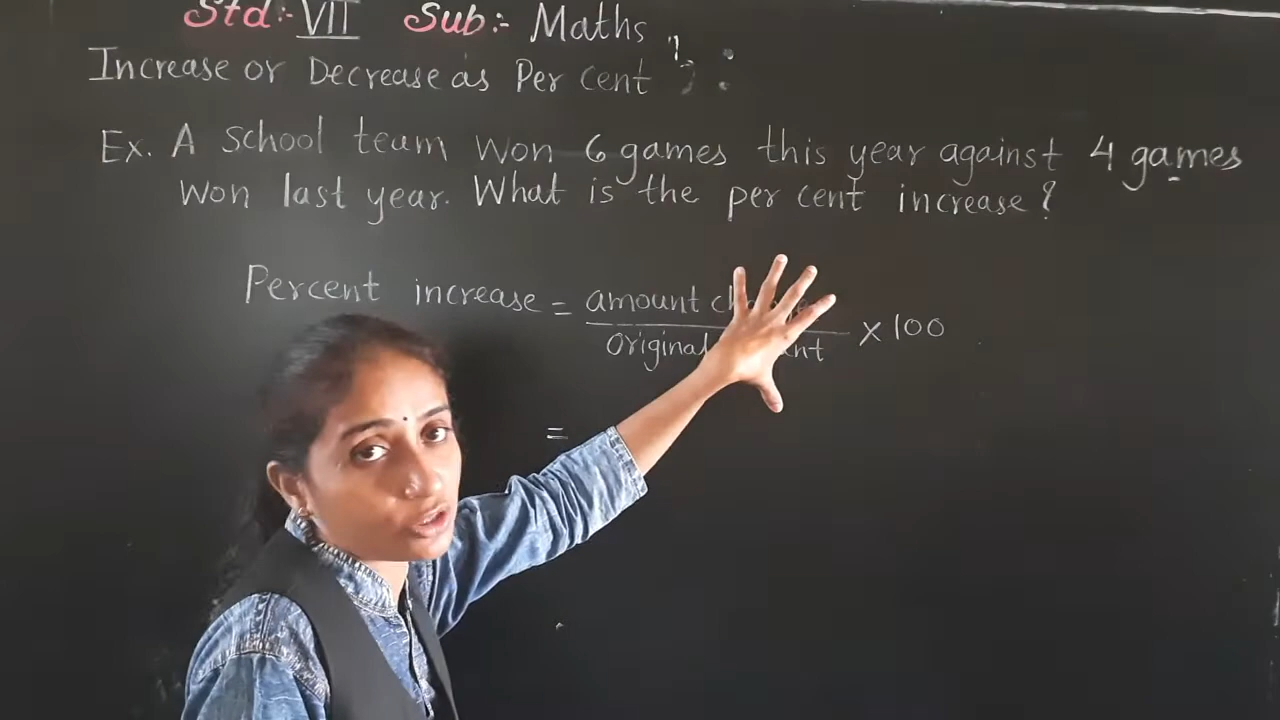 Std:- VII Sub:- Maths
Increase or Decrease as Per cent :
Ex. A School team won 6 games this year against 4 games
won last year. What is the per cent increase?
Percent increase = amount
Original
× 100
=